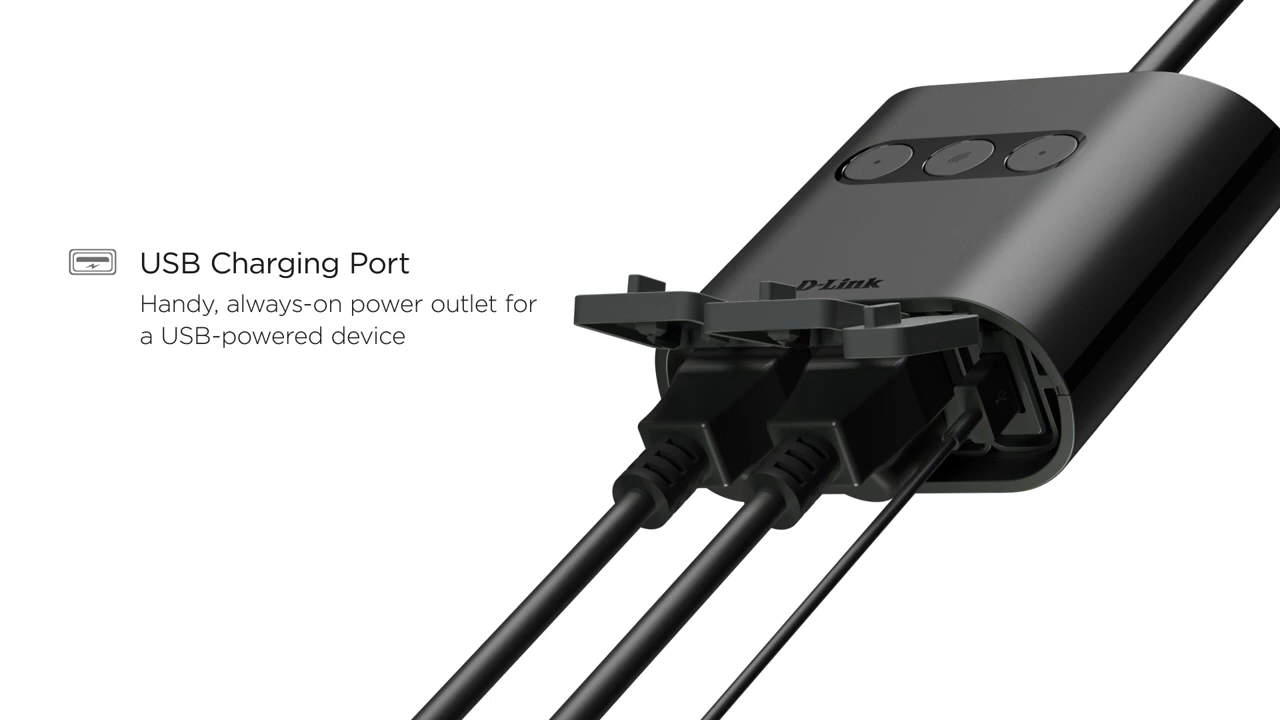 USB Charging Port
Handy, always-on power outlet for
a USB-powered device
D-Link